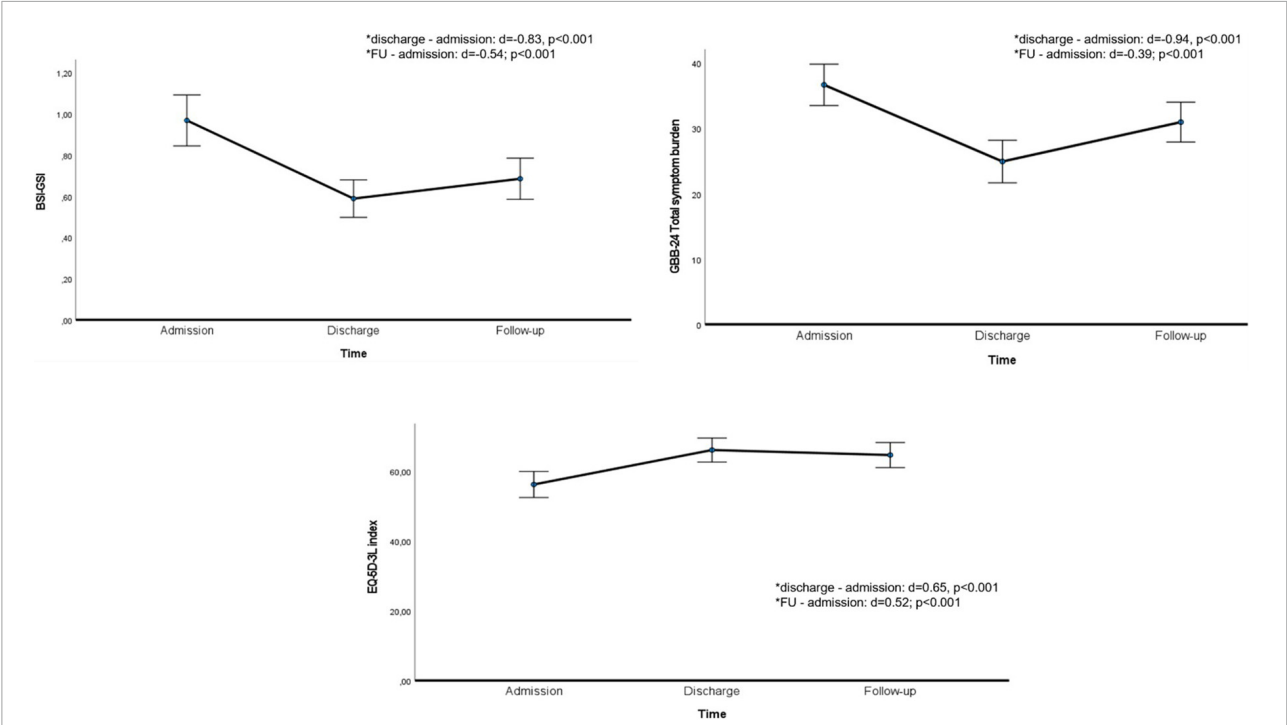 *discharge - admission: d=-0.83, p<0.001
*FU - admission: d=-0.54; p<0.001
1,20
1,00
,80
,60
,40
,20
,00
BSI-GSI
Admission Discharge Follow-up
Time
*discharge - admission: d=-0.94, p<0.001
*FU - admission: d=-0.39; p<0.001
40
30
20
10
0
GBB-24 Total symptom burden
Admission Discharge Follow-up
Time
60,00
40,00
20,00
,00
EQ-5D-3L index
*discharge - admission: d=0.65, p<0.001
*FU - admission: d=0.52; p<0.001
Admission Discharge Follow-up
Time